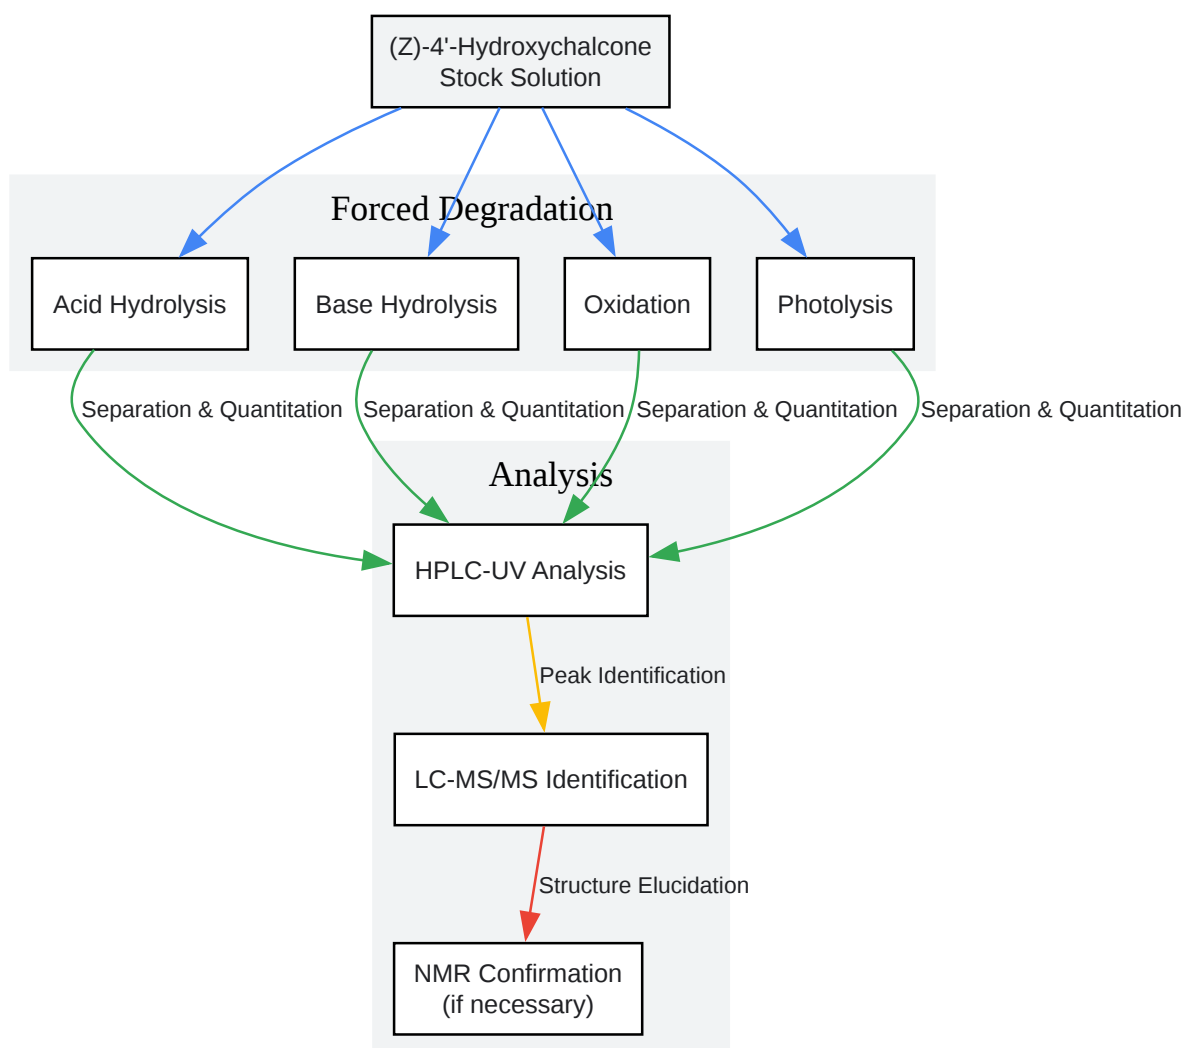 (Z)-4'-Hydroxychalcone
Stock Solution
Forced Degradation
Acid Hydrolysis
Base Hydrolysis
Oxidation
Photolysis
Separation & Quantitation
Separation & Quantitation
Separation & Quantitation
Separation & Quantitation
Analysis
HPLC-UV Analysis
Peak Identification
LC-MS/MS Identification
Structure Elucidation
NMR Confirmation
(if necessary)